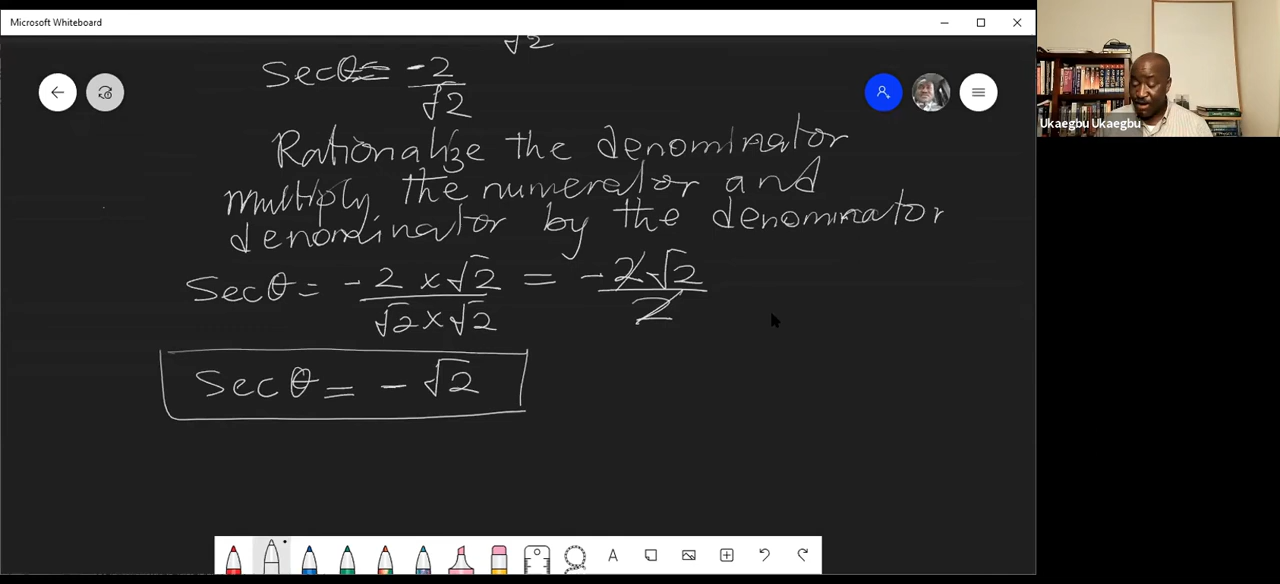 Microsoft Whiteboard
√2
Secθ= -2/√2
Rationalize the denominator
multiply the numerator and
denominator by the denominator
Secθ = -2 x √2 / √2 x √2 = -2√2 / 2
Secθ = -√2
Ukaegbu Ukaegbu
A